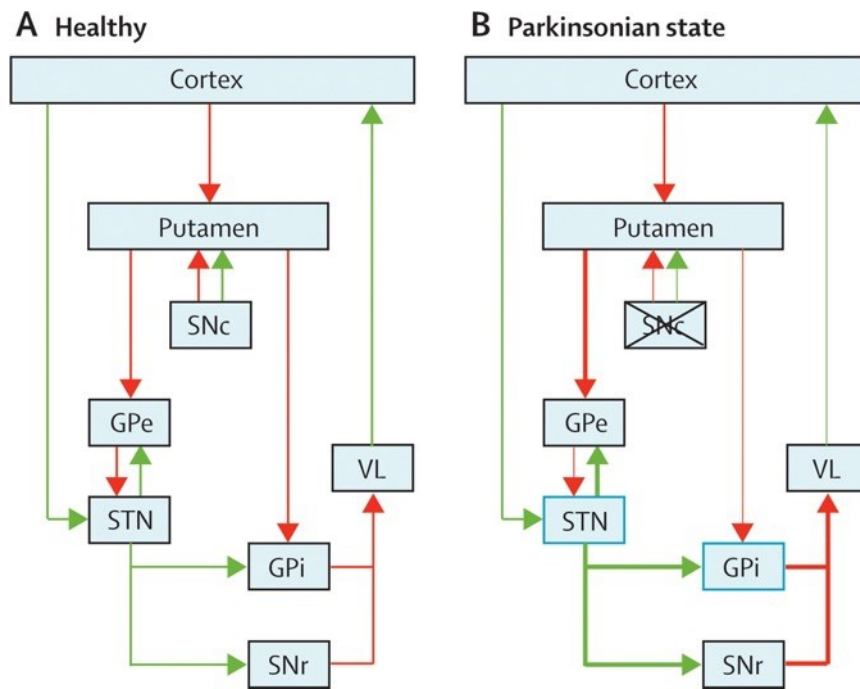 A Healthy
Cortex
Putamen
SNc
GPe
VL
STN
GPi
SNr
B Parkinsonian state
Cortex
Putamen
SNc
GPe
VL
STN
GPi
SNr